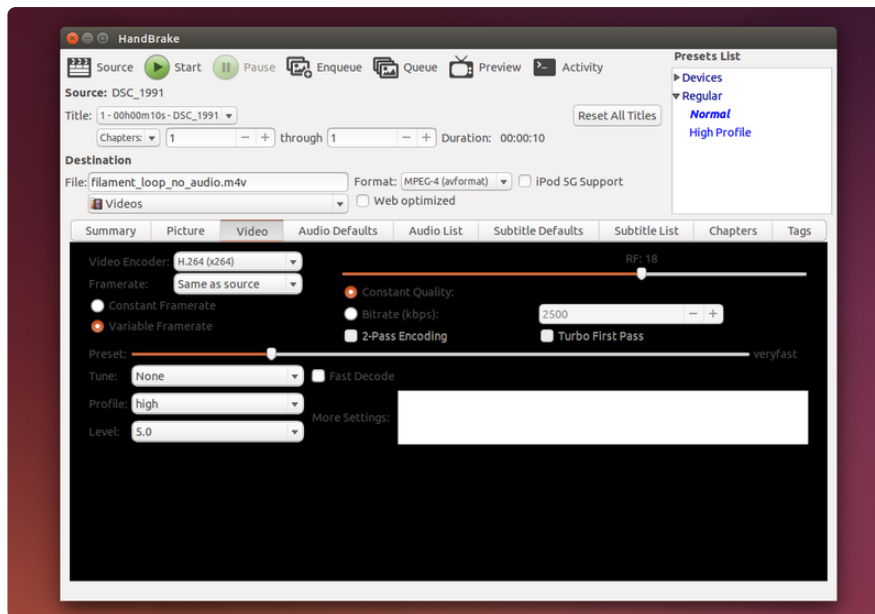 HandBrake
Source Start Pause Enqueue Queue Preview Activity
Presets List
Devices
Regular
Normal
High Profile
Source: DSC_1991
Title: 1 - 00h00m10s - DSC_1991 Reset All Titles
Chapters: 1 through 1 Duration: 00:00:10
Destination
File: filament_loop_no_audio.m4v Format: MPEG-4 (avformat) iPod 5G Support
Videos Web optimized
Summary Picture Video Audio Defaults Audio List Subtitle Defaults Subtitle List Chapters Tags
Video Encoder: H.264 (x264) RF: 18
Framerate: Same as source Constant Quality:
Constant Framerate Bitrate (kbps): 2500
Variable Framerate 2-Pass Encoding Turbo First Pass
Preset: veryfast
Tune: None Fast Decode
Profile: high More Settings:
Level: 5.0